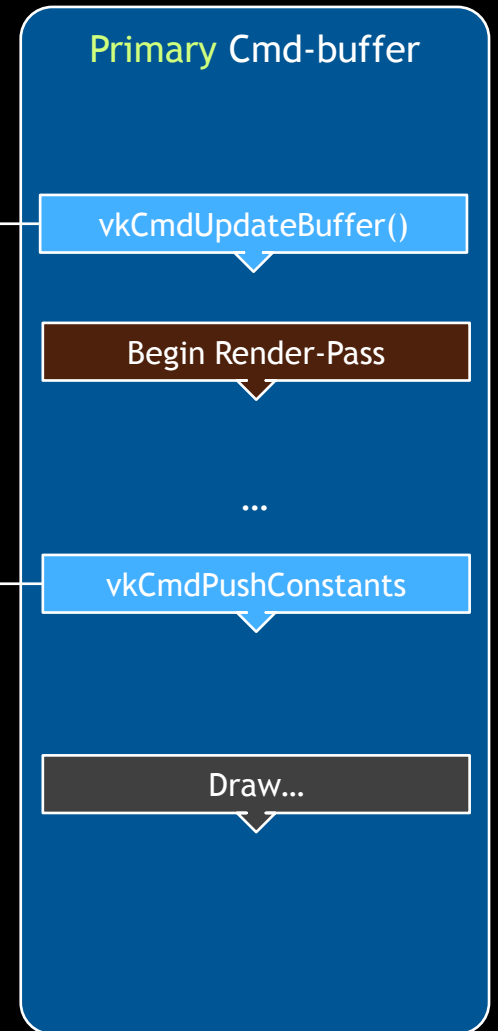 Primary Cmd-buffer
vkCmdUpdateBuffer()
Begin Render-Pass
…
vkCmdPushConstants
Draw…